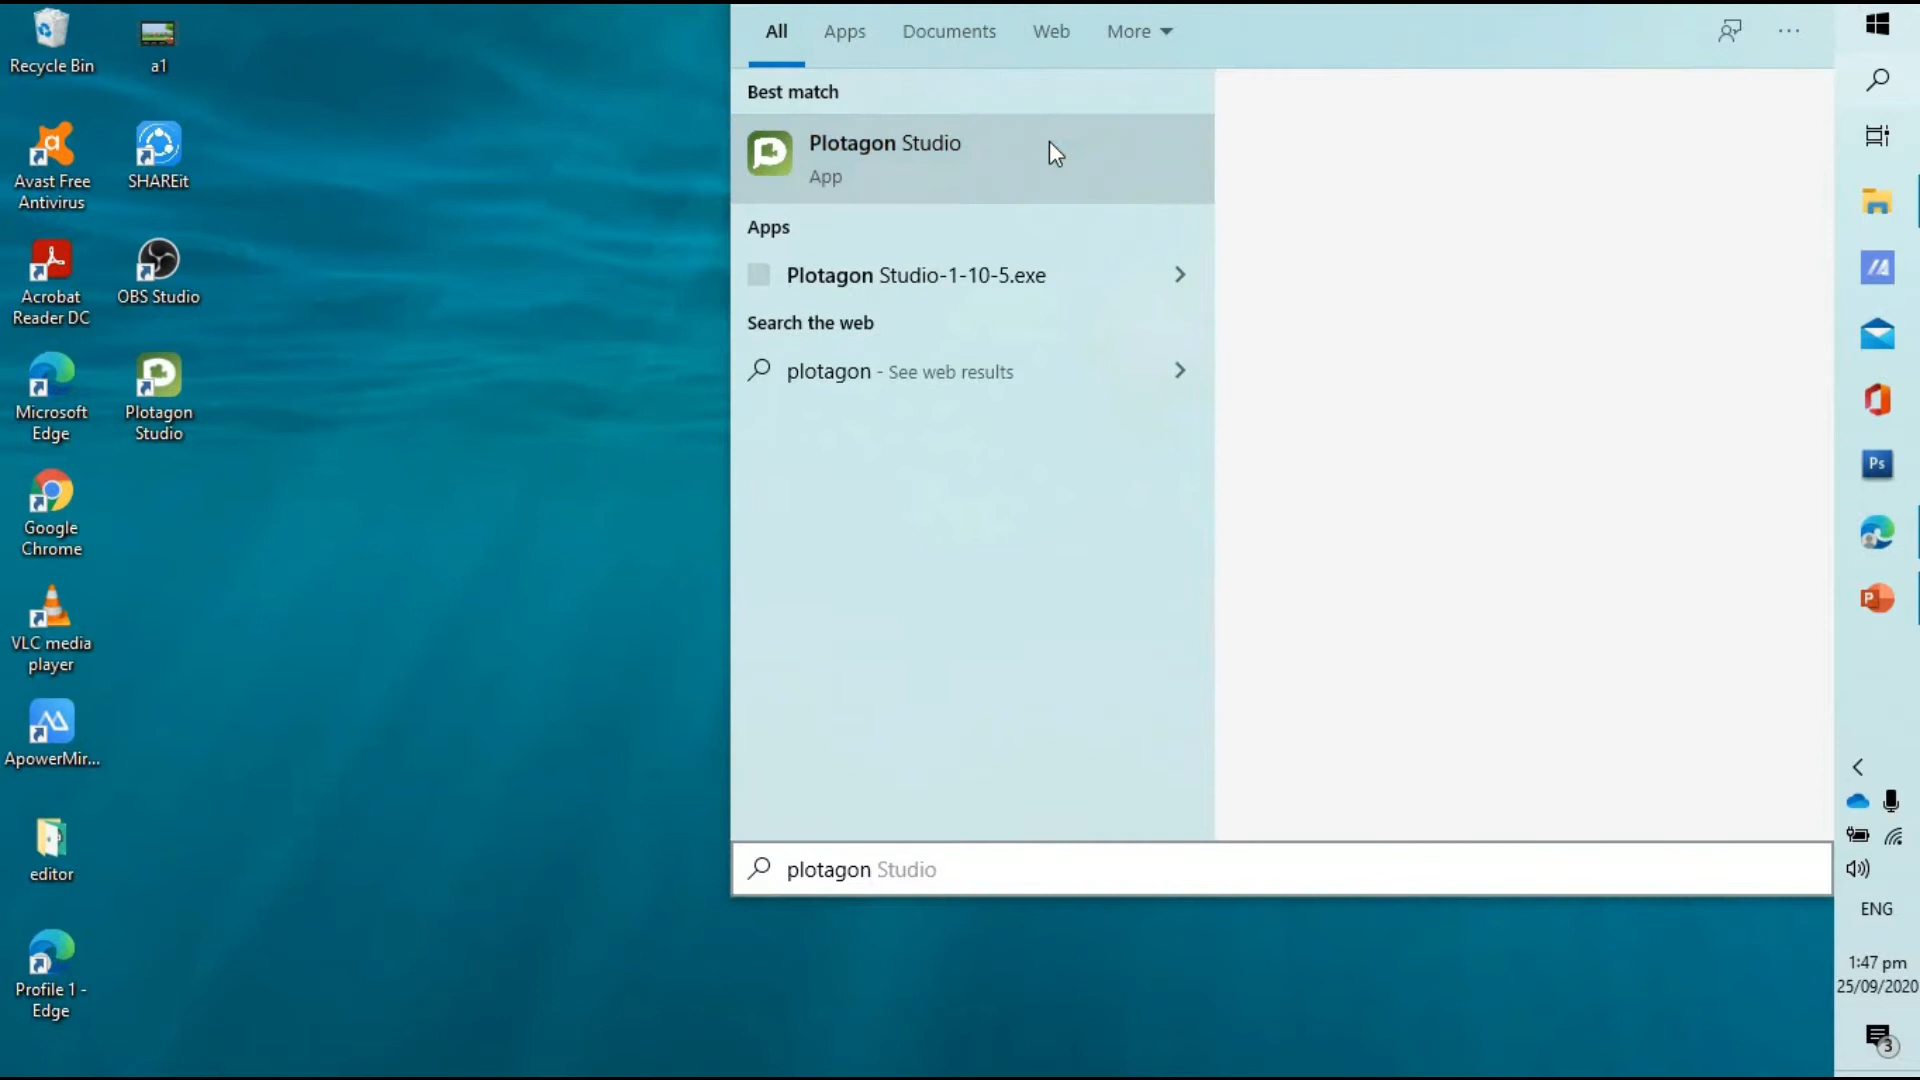 Recycle Bin
a1
Avast Free
Antivirus
SHAREit
Acrobat
Reader DC
OBS Studio
Microsoft
Edge
Plotagon
Studio
Google
Chrome
VLC media
player
ApowerMir...
editor
Profile 1 -
Edge
All Apps Documents Web More
Best match
Plotagon Studio
App
Apps
Plotagon Studio-1-10-5.exe
Search the web
plotagon - See web results
plotagon Studio
Ps
P
ENG
1:47 pm
25/09/2020
3